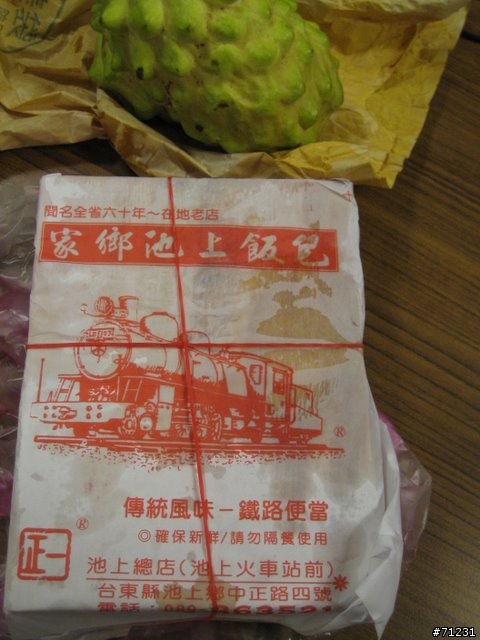 聞名全省六十年～在地老店
家鄉池上飯包
®
傳統風味－鐵路便當
◎確保新鮮/請勿隔餐使用
正一 ®
池上總店(池上火車站前)
台東縣池上鄉中正路四號
電話：089-863521
#71231